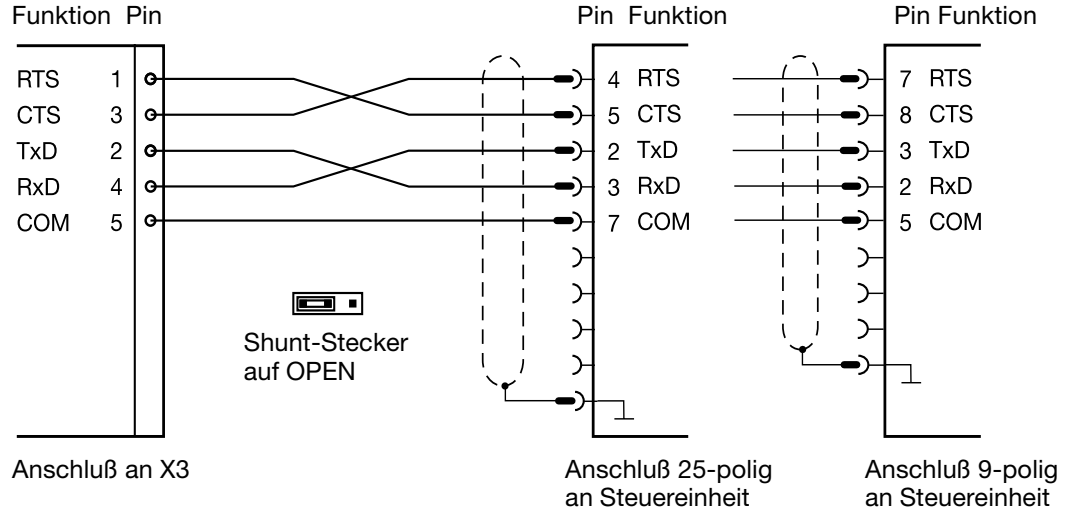 Funktion Pin
Pin Funktion
Pin Funktion
RTS 1
4 RTS
7 RTS
CTS 3
5 CTS
8 CTS
TxD 2
2 TxD
3 TxD
RxD 4
3 RxD
2 RxD
COM 5
7 COM
5 COM
Shunt-Stecker
auf OPEN
Anschluß an X3
Anschluß 25-polig
an Steuereinheit
Anschluß 9-polig
an Steuereinheit